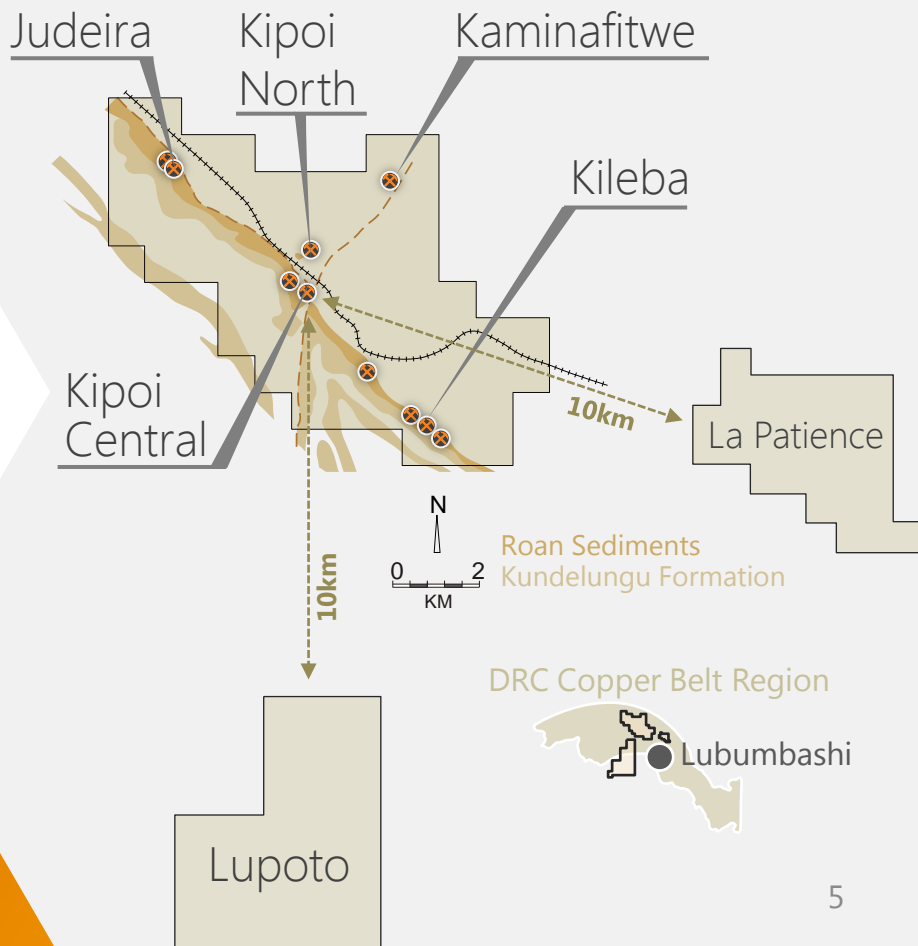 Judeira
Kipoi
North
Kaminafitwe
Kileba
Kipoi
Central
10km
La Patience
N
0 2
KM
Roan Sediments
Kundelungu Formation
10km
DRC Copper Belt Region
Lubumbashi
Lupoto
5